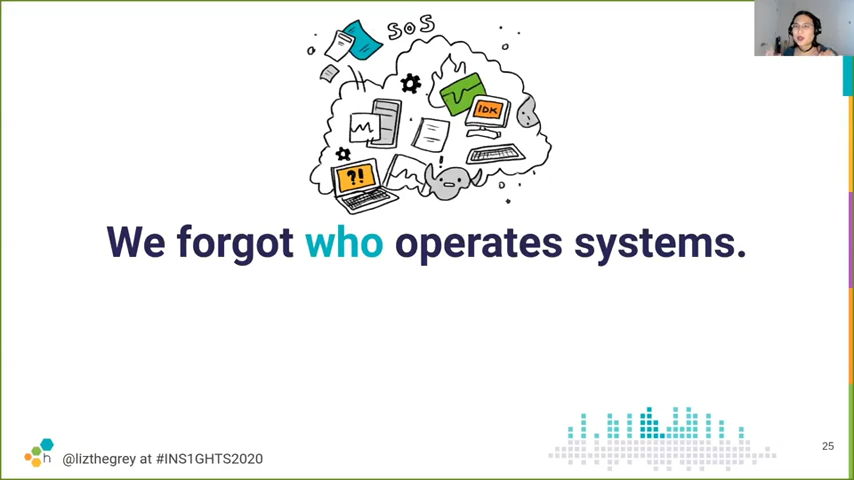 SOS
IDK
?!
!
We forgot who operates systems.
h
@lizthegrey at #INS1GHTS2020
25